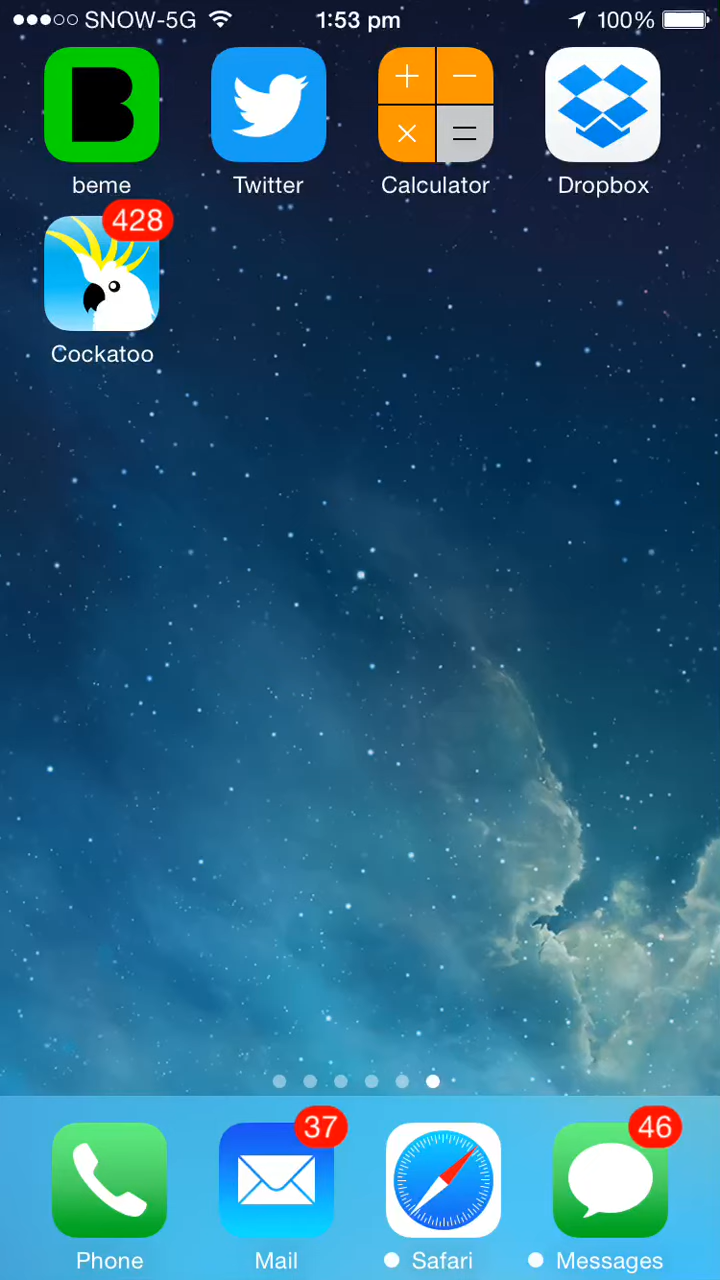 SNOW-5G 1:53 pm 100%
beme Twitter Calculator Dropbox
428
Cockatoo
37 46
Phone Mail Safari Messages